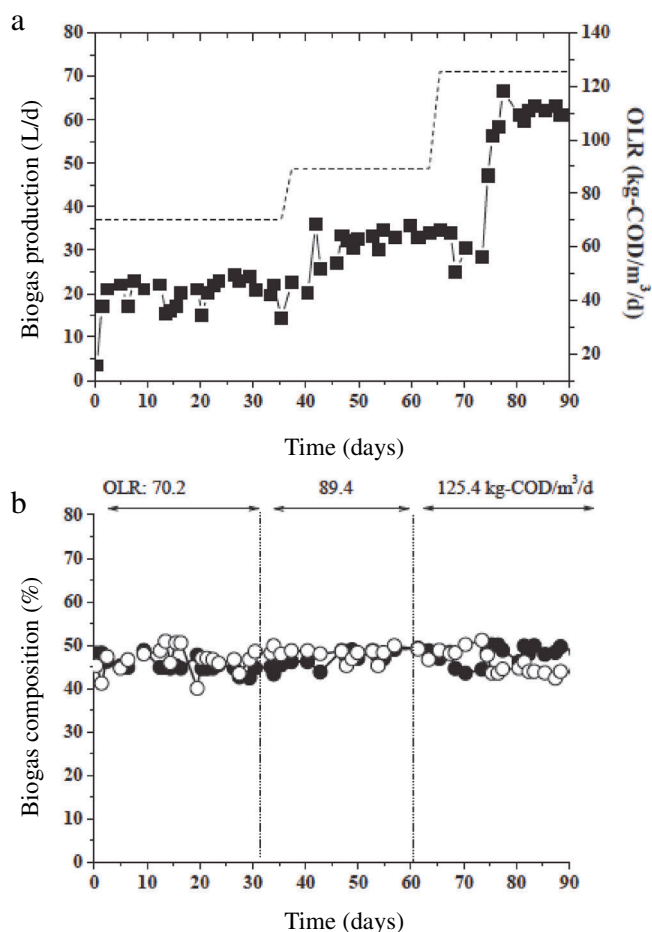 a
80
70
60
50
40
30
20
10
0
Biogas production (L/d)
140
120
100
80
60
40
20
OLR (kg-COD/m³/d)
0 10 20 30 40 50 60 70 80 90
Time (days)
b
OLR: 70.2 89.4 125.4 kg-COD/m³/d
80
70
60
50
40
30
20
10
0
Biogas composition (%)
0 10 20 30 40 50 60 70 80 90
Time (days)